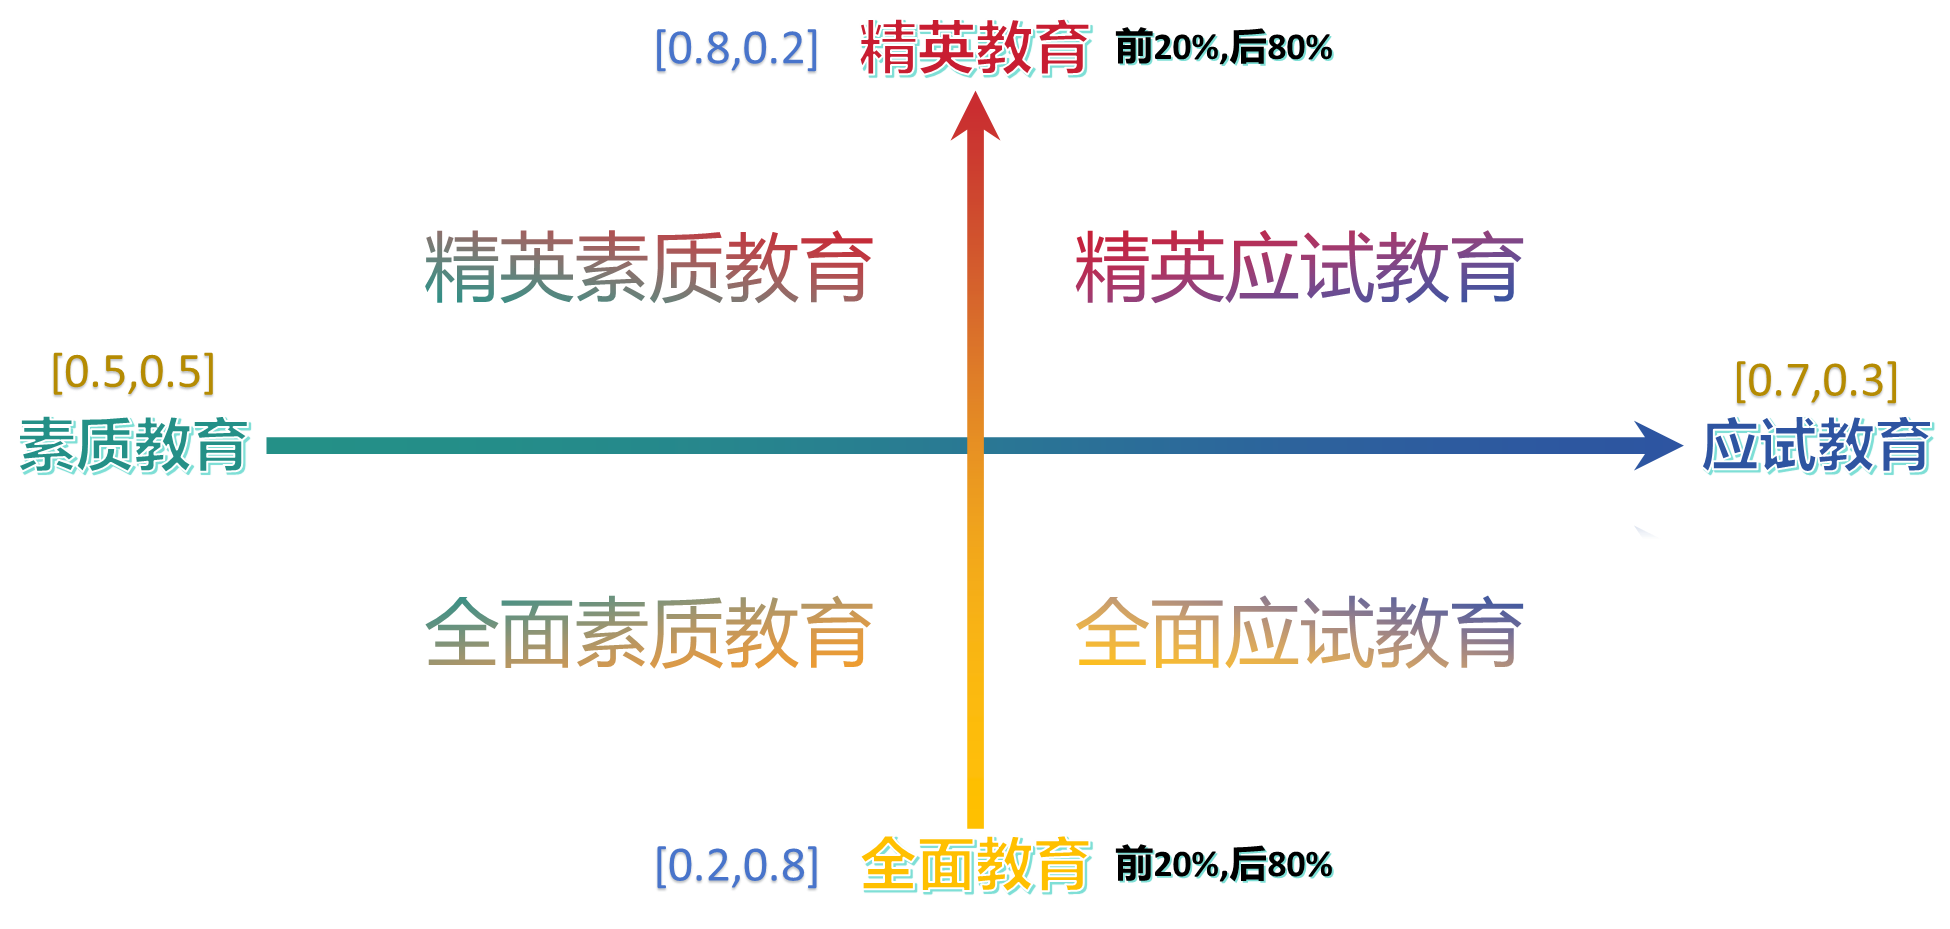 [0.8,0.2] 精英教育 前20%,后80%
精英素质教育 精英应试教育
[0.5,0.5] [0.7,0.3]
素质教育 应试教育
全面素质教育 全面应试教育
[0.2,0.8] 全面教育 前20%,后80%